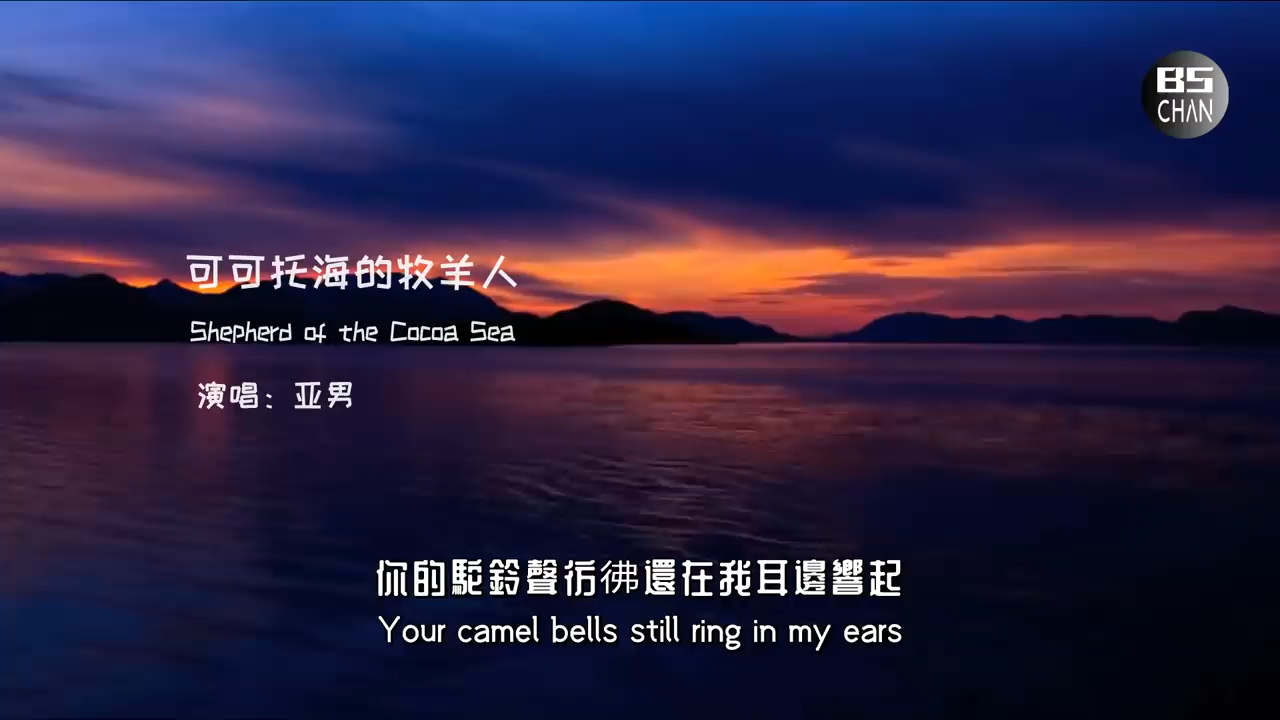 BS
CHAN
可可托海的牧羊人
Shepherd of the Cocoa Sea
演唱：亚男
你的駝鈴聲彷彿還在我耳邊響起
Your camel bells still ring in my ears